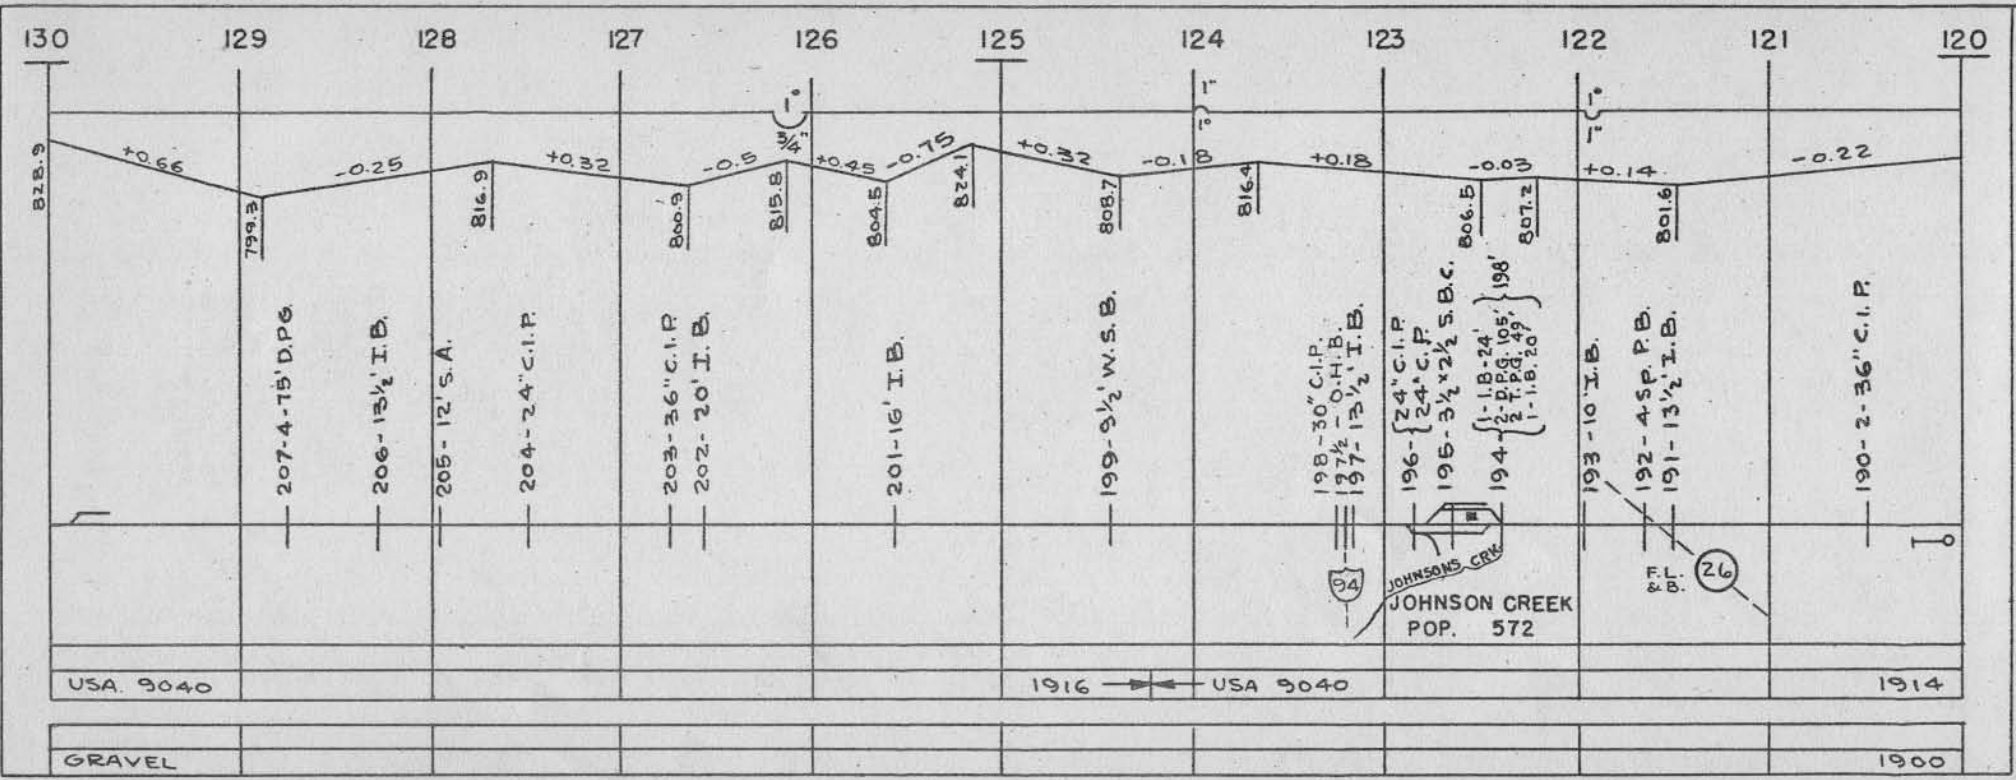 130 129 128 127 126 125 124 123 122 121 120
1° 1° 1°
3/4° 1° 1°
+0.66 -0.25 +0.32 -0.5 +0.45 -0.75 +0.32 -0.18 +0.18 -0.03 +0.14 -0.22
828.9 799.3 816.9 800.9 815.8 804.5 824.1 808.7 816.4 806.5 807.2 801.6
207-4-75' D.P.G.
206-13½' I.B.
205-12' S.A.
204-24" C.I.P.
203-36" C.I.P.
202-20' I.B.
201-16' I.B.
199-9½' W.S.B.
198-30" C.I.P.
197½-O.H.B.
197-13½' I.B.
196-{24" C.I.P.
{24" C.P.
195-3½'x2½' S.B.C.
194-{1-I.B.-24'
2-D.P.G. 105'
2 T.P.G. 49'
1-I.B. 20'} 198'
193-10' I.B.
192-4 Sp. P.B.
191-13½' I.B.
190-2-36" C.I.P.
94
JOHNSONS CRK.
JOHNSON CREEK
POP. 572
F.L.
& B.
26
USA 9040 1916 USA 9040 1914
GRAVEL 1900